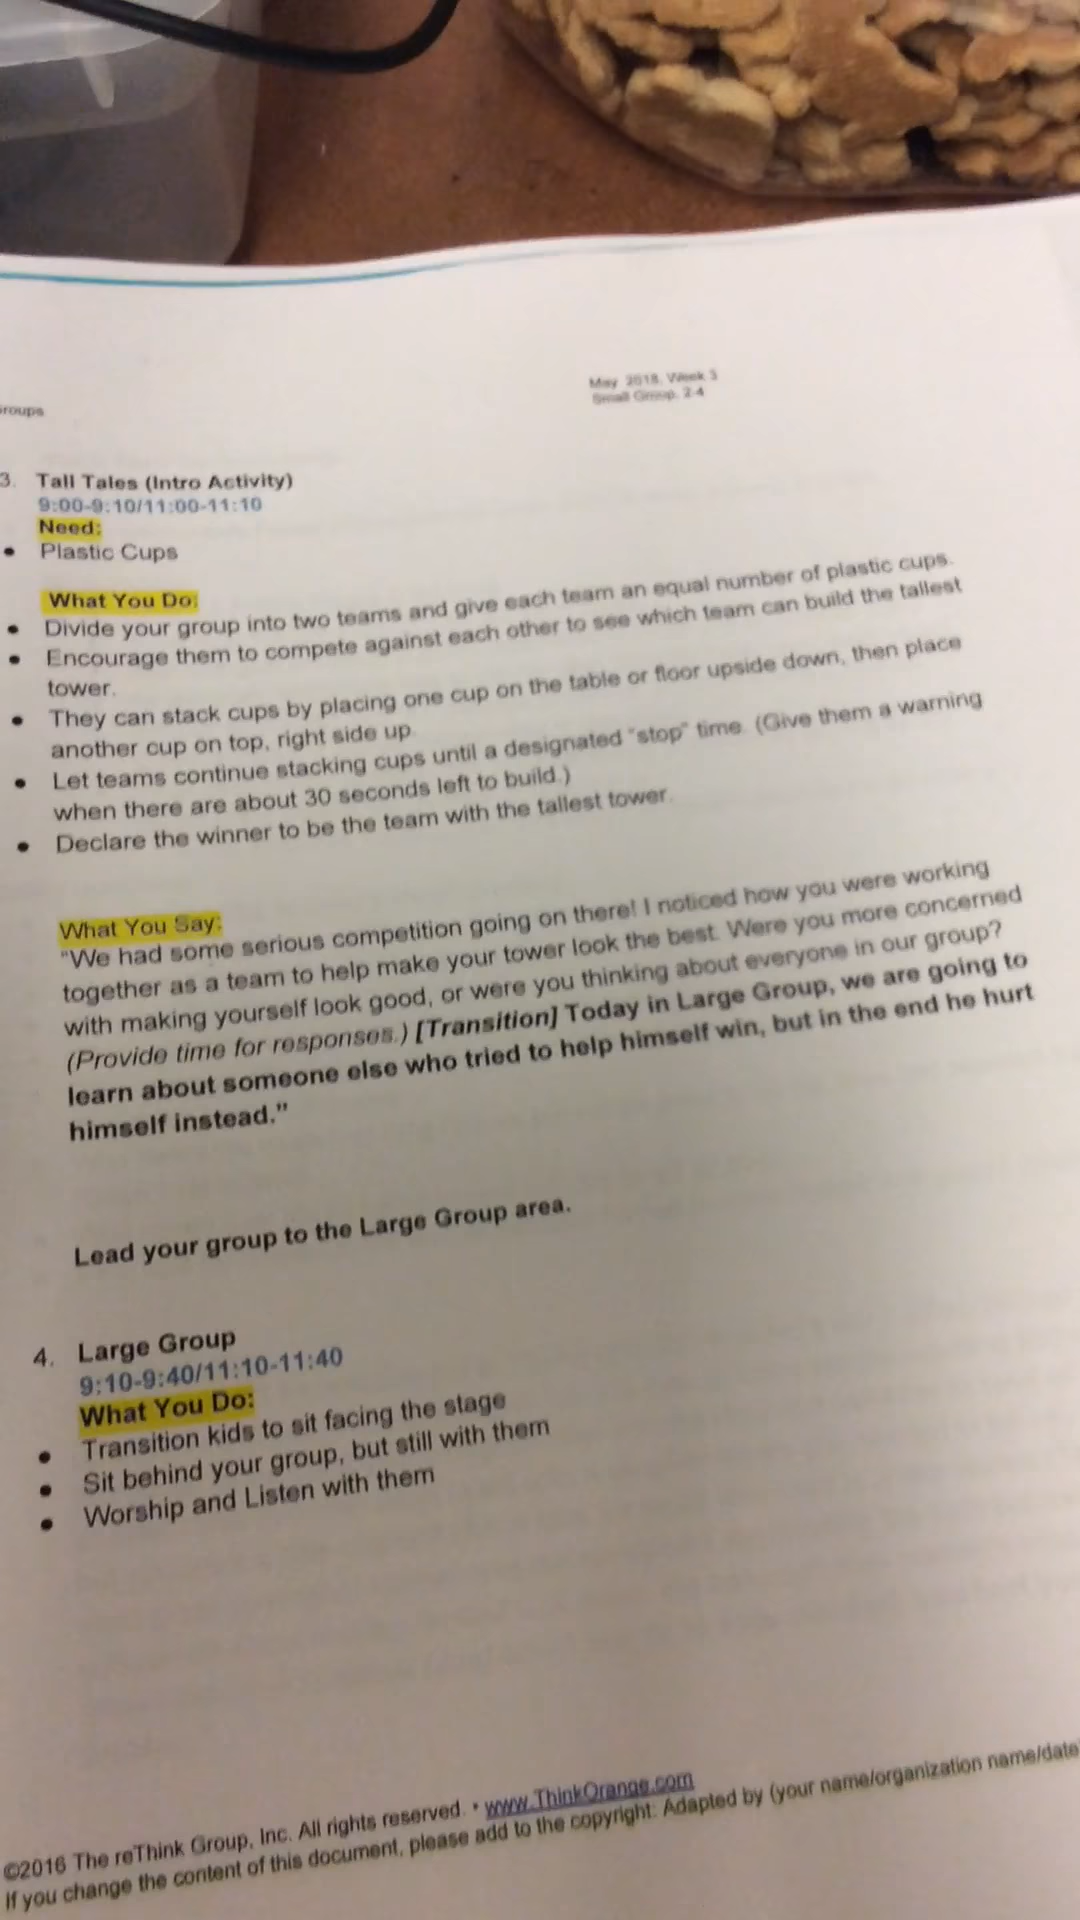 May 2018, Week 3
Small Group, 2-4
roups
3. Tall Tales (Intro Activity)
9:00-9:10/11:00-11:10
Need:
• Plastic Cups
What You Do:
• Divide your group into two teams and give each team an equal number of plastic cups.
• Encourage them to compete against each other to see which team can build the tallest
tower.
• They can stack cups by placing one cup on the table or floor upside down, then place
another cup on top, right side up.
• Let teams continue stacking cups until a designated "stop" time. (Give them a warning
when there are about 30 seconds left to build.)
• Declare the winner to be the team with the tallest tower.
What You Say:
"We had some serious competition going on there! I noticed how you were working
together as a team to help make your tower look the best. Were you more concerned
with making yourself look good, or were you thinking about everyone in our group?
(Provide time for responses.) [Transition] Today in Large Group, we are going to
learn about someone else who tried to help himself win, but in the end he hurt
himself instead."
Lead your group to the Large Group area.
4. Large Group
9:10-9:40/11:10-11:40
What You Do:
• Transition kids to sit facing the stage
• Sit behind your group, but still with them
• Worship and Listen with them
©2016 The reThink Group, Inc. All rights reserved. • www.ThinkOrange.com
If you change the content of this document, please add to the copyright: Adapted by (your name/organization name/date